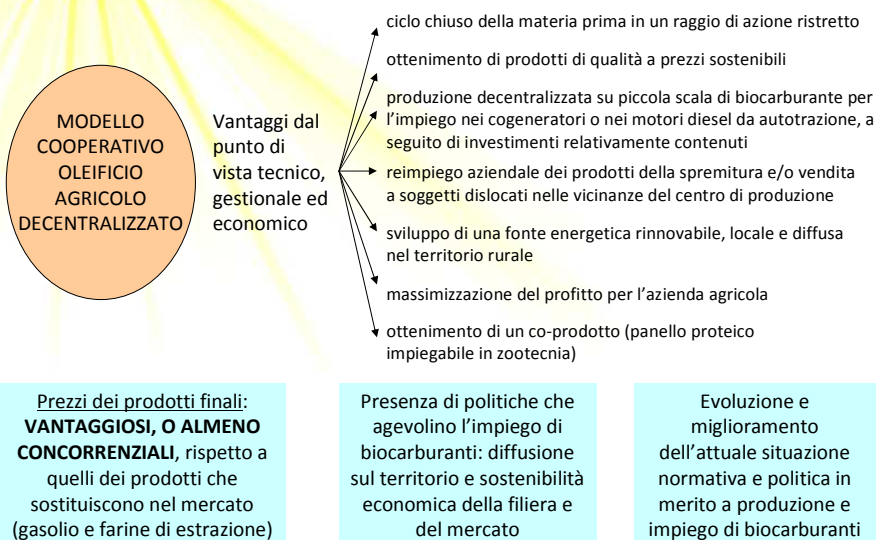 MODELLO
COOPERATIVO
OLEIFICIO
AGRICOLO
DECENTRALIZZATO
Vantaggi dal
punto di
vista tecnico,
gestionale ed
economico
ciclo chiuso della materia prima in un raggio di azione ristretto
ottenimento di prodotti di qualità a prezzi sostenibili
produzione decentralizzata su piccola scala di biocarburante per
l’impiego nei cogeneratori o nei motori diesel da autotrazione, a
seguito di investimenti relativamente contenuti
reimpiego aziendale dei prodotti della spremitura e/o vendita
a soggetti dislocati nelle vicinanze del centro di produzione
sviluppo di una fonte energetica rinnovabile, locale e diffusa
nel territorio rurale
massimizzazione del profitto per l’azienda agricola
ottenimento di un co-prodotto (panello proteico
impiegabile in zootecnia)
Prezzi dei prodotti finali:
VANTAGGIOSI, O ALMENO
CONCORRENZIALI, rispetto a
quelli dei prodotti che
sostituiscono nel mercato
(gasolio e farine di estrazione)
Presenza di politiche che
agevolino l’impiego di
biocarburanti: diffusione
sul territorio e sostenibilità
economica della filiera e
del mercato
Evoluzione e
miglioramento
dell’attuale situazione
normativa e politica in
merito a produzione e
impiego di biocarburanti